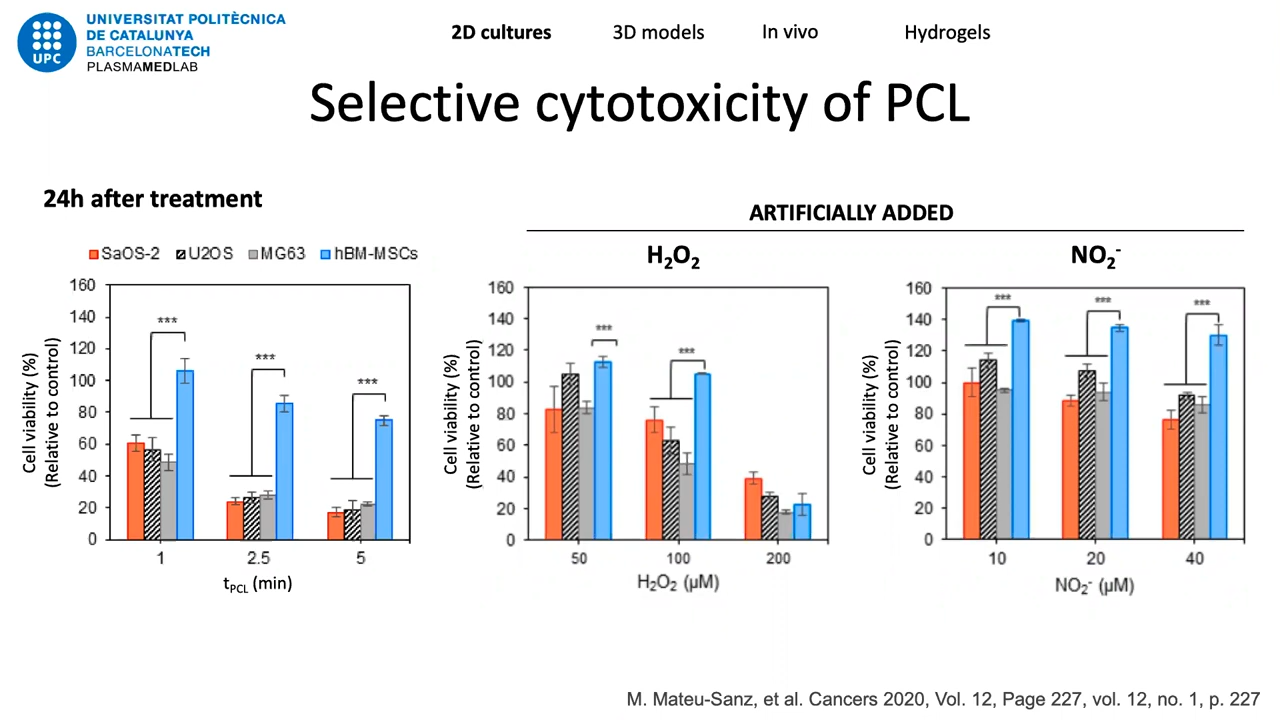 UNIVERSITAT POLITÈCNICA
DE CATALUNYA
BARCELONATECH
PLASMAMEDLAB
UPC
2D cultures
3D models
In vivo
Hydrogels
Selective cytotoxicity of PCL
24h after treatment
SaOS-2 U2OS MG63 hBM-MSCs
Cell viability (%)
(Relative to control)
160
140
120
100
80
60
40
20
0
***
***
***
1 2.5 5
tPCL (min)
ARTIFICIALLY ADDED
H₂O₂
Cell viability (%)
(Relative to control)
160
140
120
100
80
60
40
20
0
***
***
50 100 200
H₂O₂ (µM)
NO₂⁻
Cell viability (%)
(Relative to control)
160
140
120
100
80
60
40
20
0
***
***
***
10 20 40
NO₂⁻ (µM)
M. Mateu-Sanz, et al. Cancers 2020, Vol. 12, Page 227, vol. 12, no. 1, p. 227